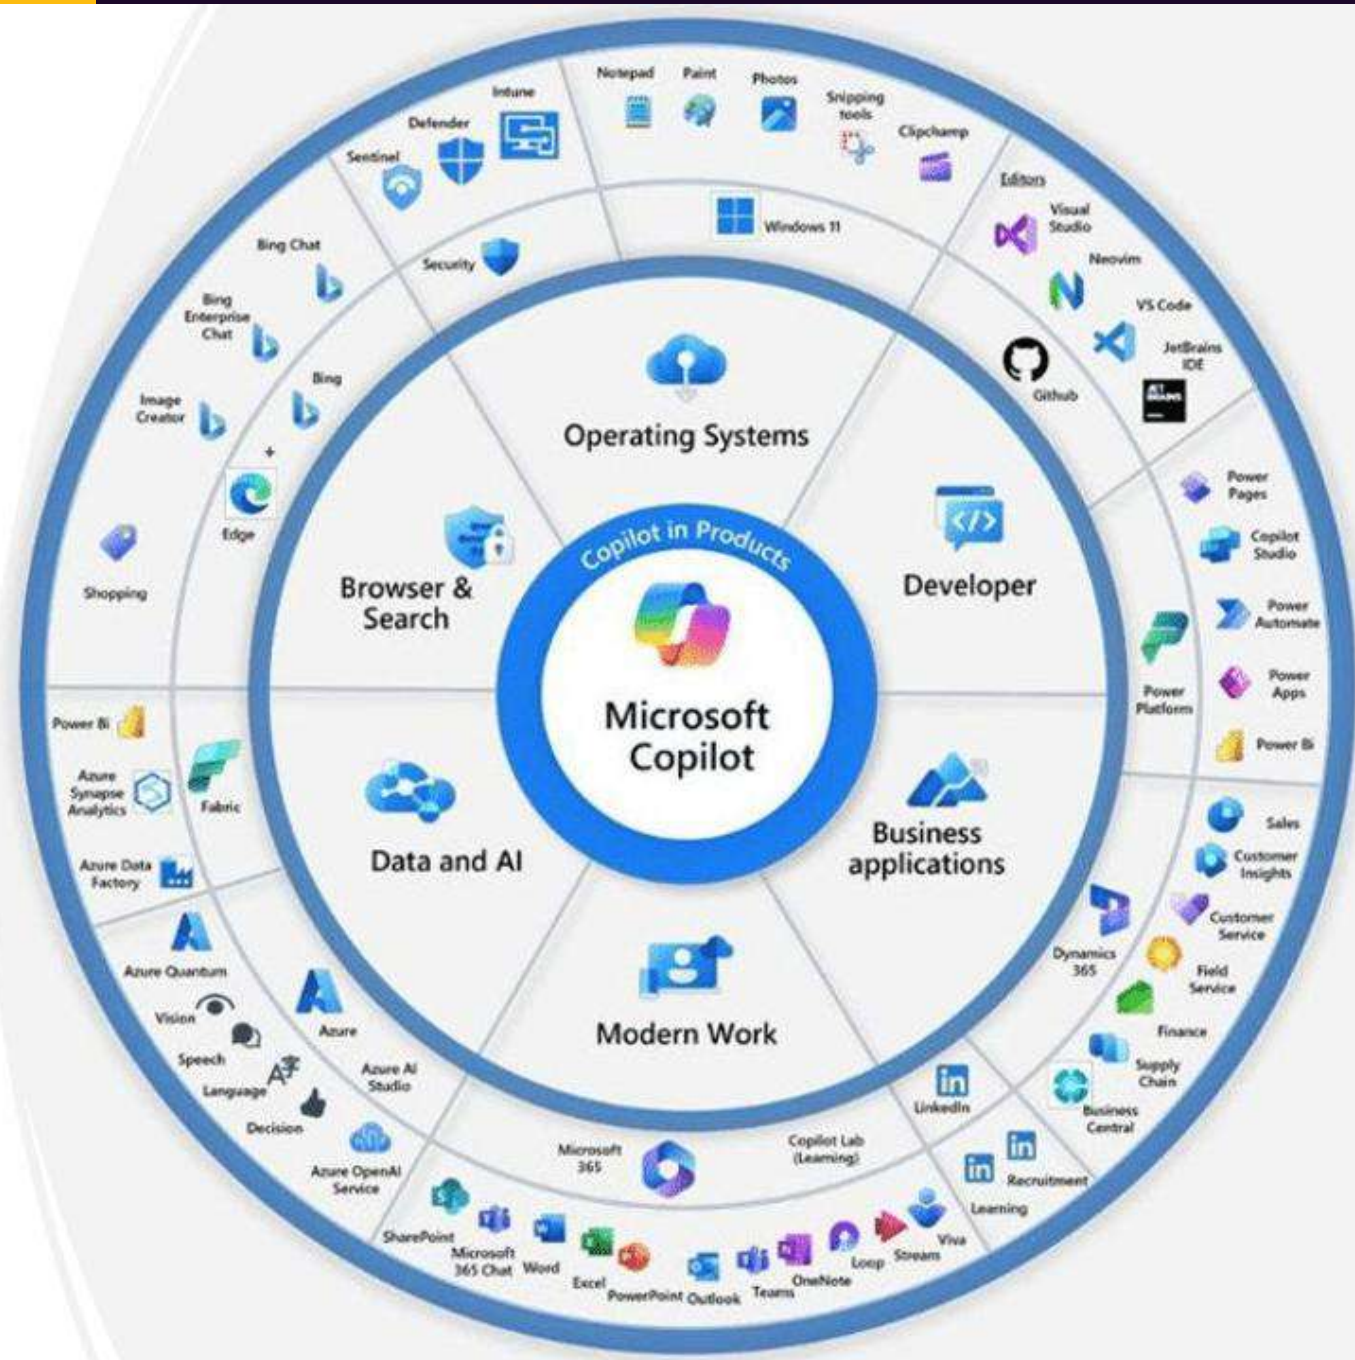 Notepad
Paint
Photos
Snipping
tools
Clipchamp
Intune
Defender
Sentinel
Windows 11
Security
Editors
Visual
Studio
Neovim
VS Code
JetBrains
IDE
JET
BRAINS
Github
Bing Chat
Bing
Enterprise
Chat
Image
Creator
Bing
+
Edge
Shopping
Operating Systems
Browser &
Search
Developer
Copilot in Products
Microsoft
Copilot
Data and AI
Business
applications
Modern Work
Power
Pages
Copilot
Studio
Power
Automate
Power
Apps
Power Bi
Power
Platform
Power Bi
Azure
Synapse
Analytics
Azure Data
Factory
Fabric
Sales
Customer
Insights
Customer
Service
Field
Service
Finance
Supply
Chain
Business
Central
Dynamics
365
Azure Quantum
Vision
Speech
Language
Decision
Azure OpenAI
Service
Azure
Azure AI
Studio
Microsoft
365
Copilot Lab
(Learning)
in
LinkedIn
in
Recruitment
in
Learning
SharePoint
Microsoft
365 Chat
Word
Excel
PowerPoint
Outlook
Teams
OneNote
Loop
Stream
Viva